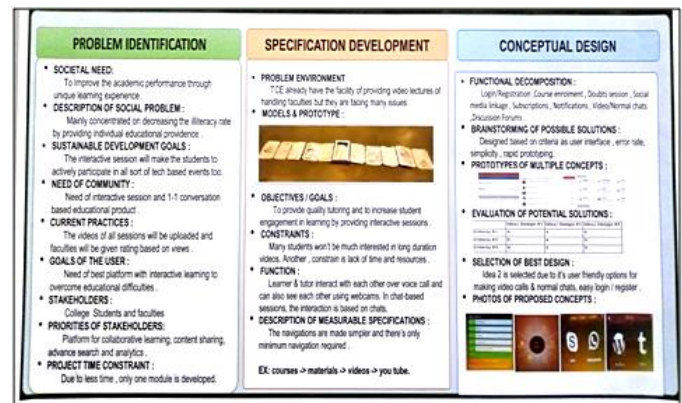 PROBLEM IDENTIFICATION
• SOCIETAL NEED:
To improve the academic performance through
unique learning experience.
• DESCRIPTION OF SOCIAL PROBLEM :
Mainly concentrated on decreasing the illiteracy rate
by providing individual educational providence .
• SUSTAINABLE DEVELOPMENT GOALS :
The interactive session will make the students to
actively participate in all sort of tech based events too.
• NEED OF COMMUNITY :
Need of interactive session and 1-1 conversation
based educational product .
• CURRENT PRACTICES :
The videos of all sessions will be uploaded and
faculties will be given rating based on views .
• GOALS OF THE USER :
Need of best platform with interactive learning to
overcome educational difficulties .
• STAKEHOLDERS :
College Students and faculties
• PRIORITIES OF STAKEHOLDERS:
Platform for collaborative learning, content sharing,
advance search and analytics .
• PROJECT TIME CONSTRAINT :
Due to less time , only one module is developed.
SPECIFICATION DEVELOPMENT
• PROBLEM ENVIRONMENT
TCE already have the facility of providing video lectures of
handling faculties but they are facing many issues
• MODELS & PROTOTYPE :
• OBJECTIVES / GOALS :
To provide quality tutoring and to increase student
engagement in learning by providing interactive sessions .
• CONSTRAINTS :
Many students won't be much interested in long duration
videos. Another , constrain is lack of time and resources .
• FUNCTION :
Learner & tutor interact with each other over voice call and
can also see each other using webcams. In chat-based
sessions, the interaction is based on chats.
• DESCRIPTION OF MEASURABLE SPECIFICATIONS :
The navigations are made simpler and there's only
minimum navigation required .
EX: courses -> materials -> videos -> you tube.
CONCEPTUAL DESIGN
• FUNCTIONAL DECOMPOSITION :
Login/Registration ,Course enrolment , Doubts session , Social
media linkage , Subscriptions , Notifications, Video/Normal chats
,Discussion Forums .
• BRAINSTORMING OF POSSIBLE SOLUTIONS :
Designed based on criteria as user interface , error rate,
simplicity , rapid prototyping.
• PROTOTYPES OF MULTIPLE CONCEPTS :
• EVALUATION OF POTENTIAL SOLUTIONS :
• SELECTION OF BEST DESIGN :
Idea 2 is selected due to it's user friendly options for
making video calls & normal chats, easy login / register .
• PHOTOS OF PROPOSED CONCEPTS :